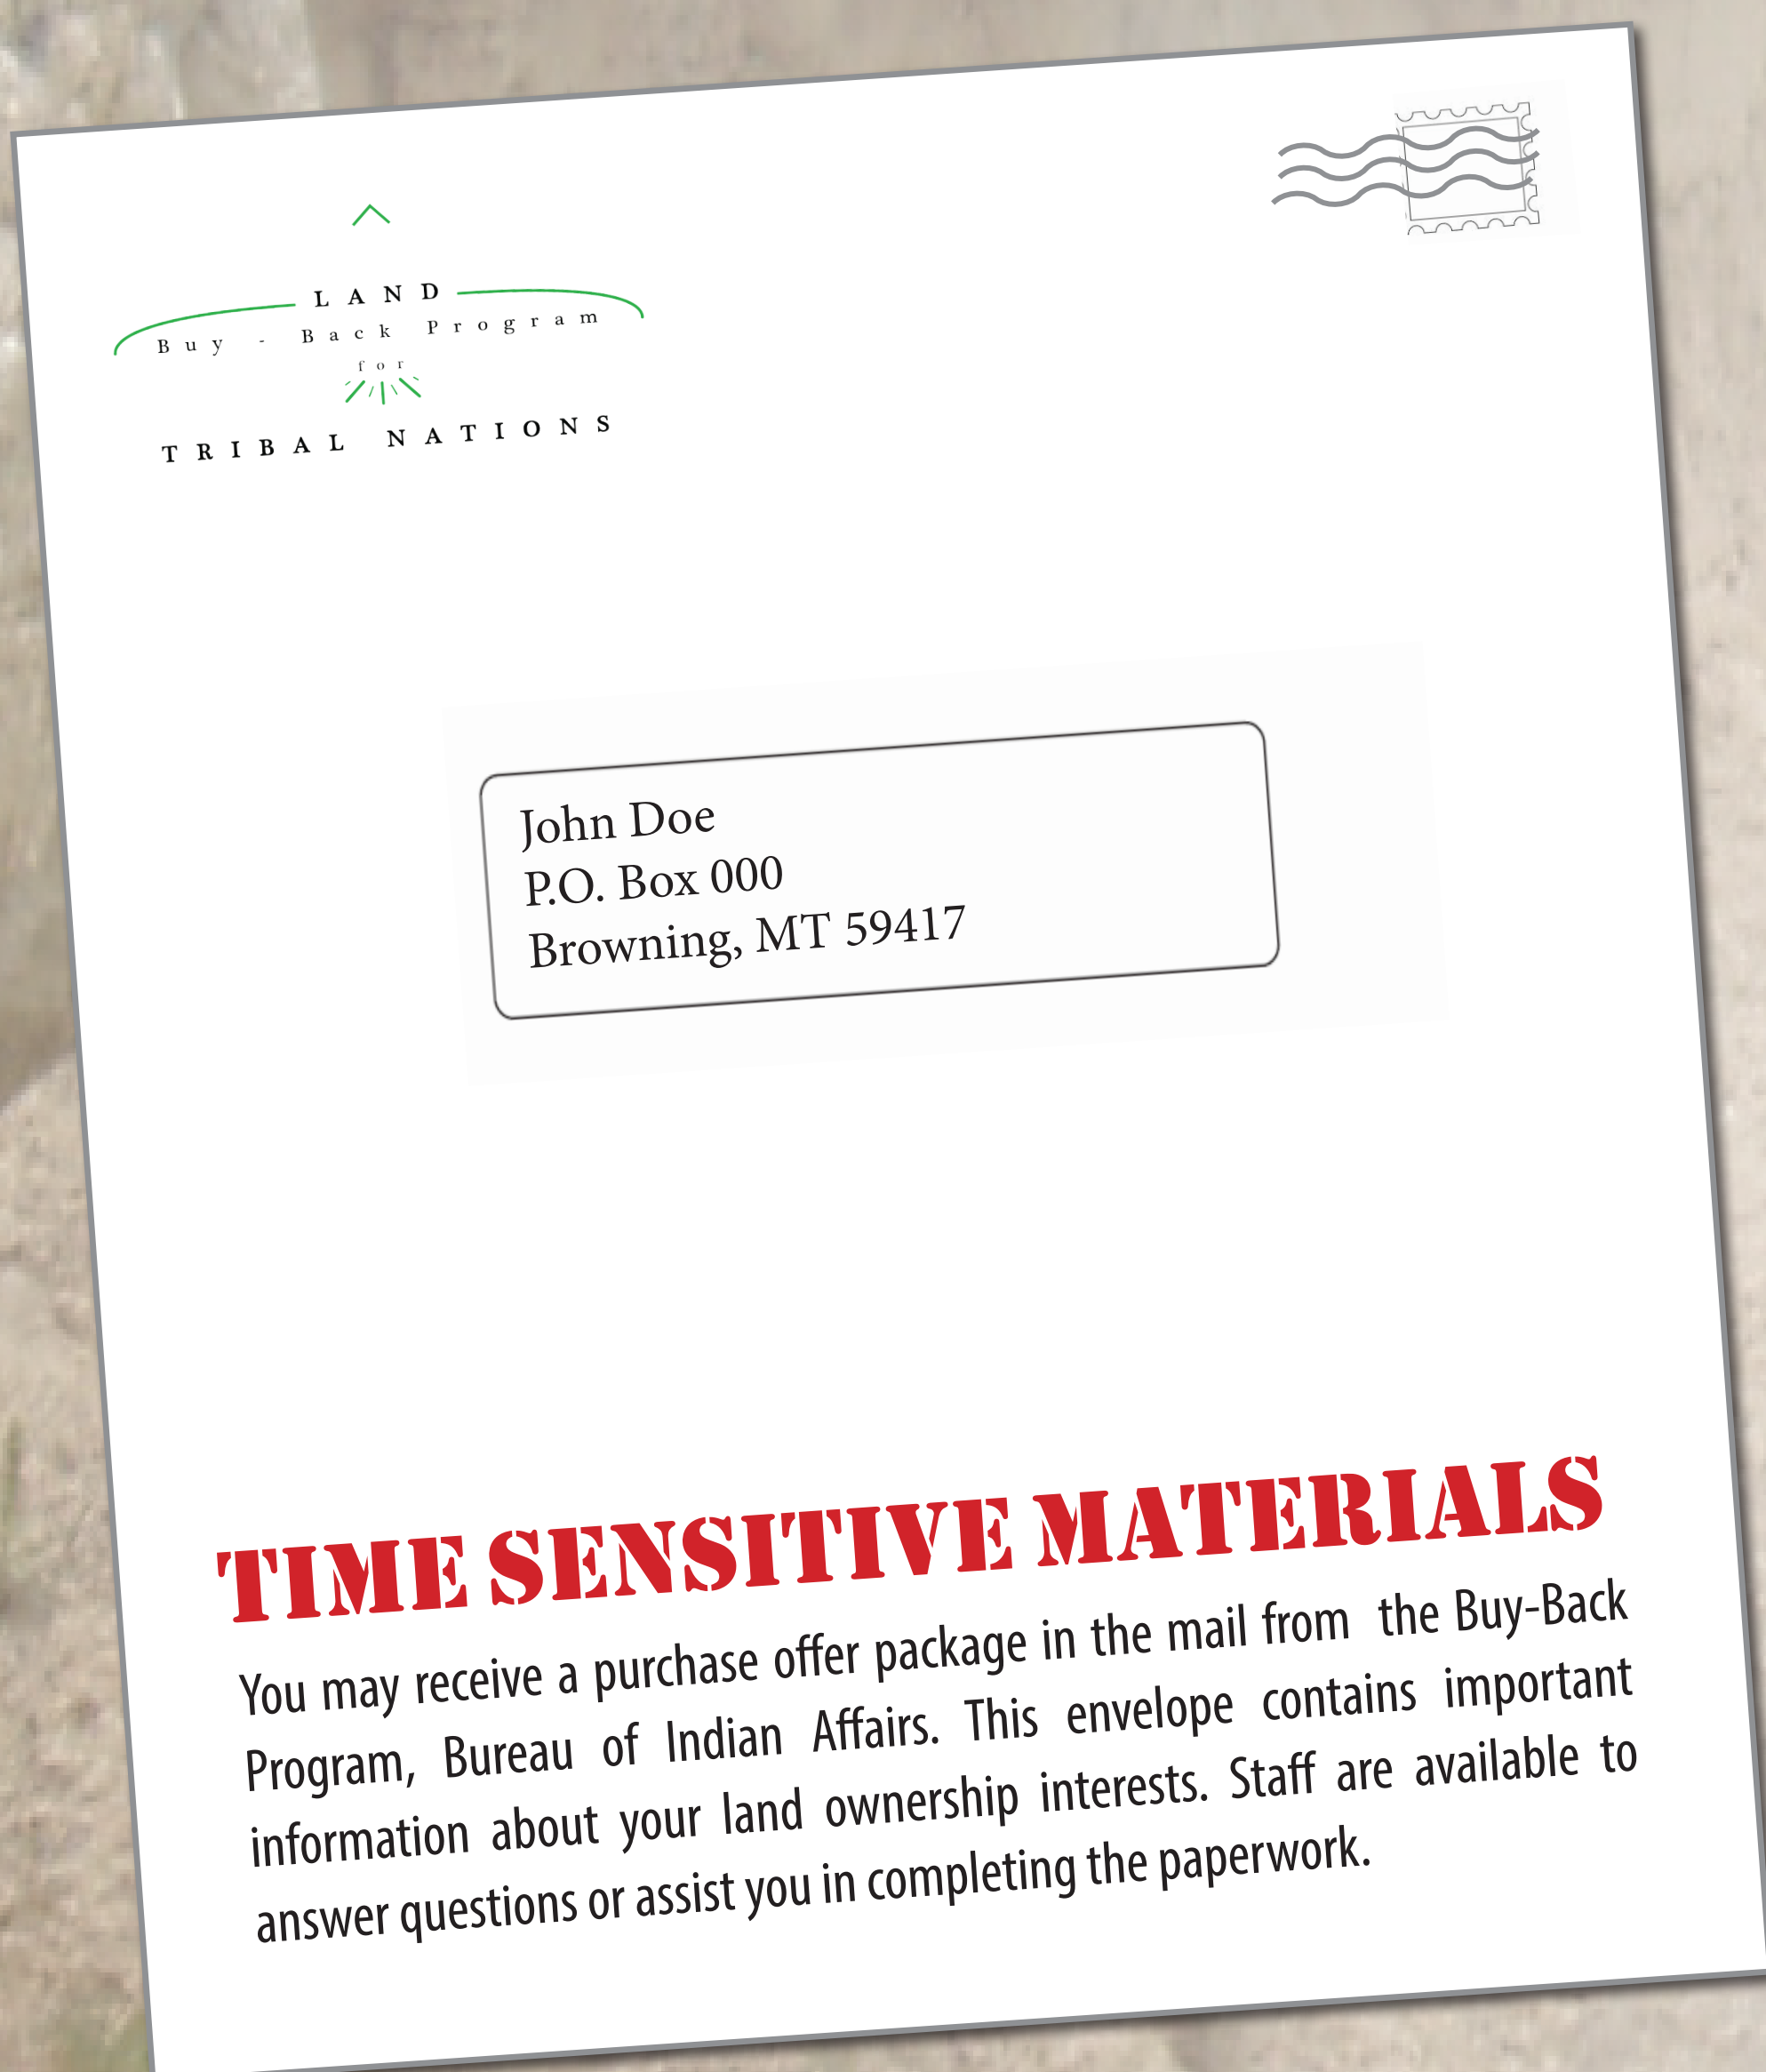 LAND
Buy - Back Program
for
TRIBAL NATIONS
John Doe
P.O. Box 000
Browning, MT 59417
TIME SENSITIVE MATERIALS
You may receive a purchase offer package in the mail from the Buy-Back
Program, Bureau of Indian Affairs. This envelope contains important
information about your land ownership interests. Staff are available to
answer questions or assist you in completing the paperwork.